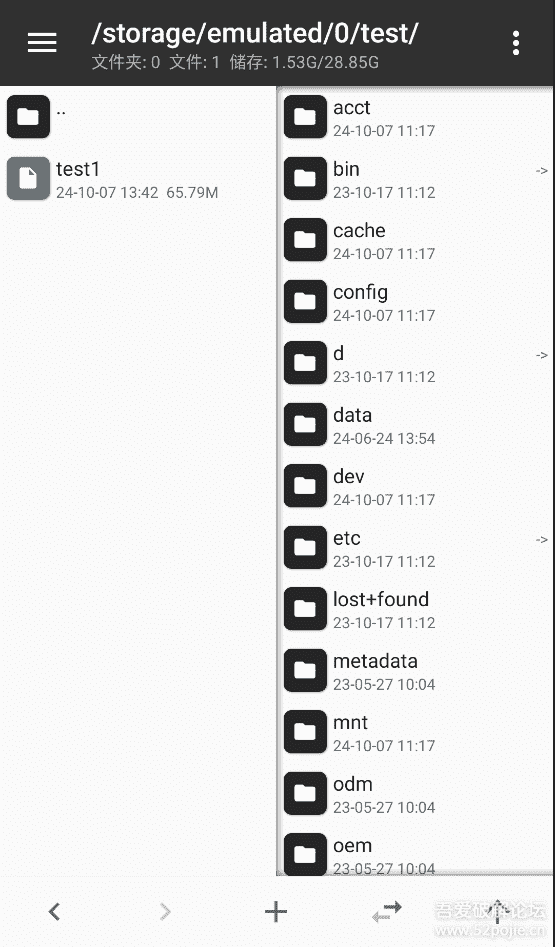 /storage/emulated/0/test/
文件夹: 0 文件: 1 储存: 1.53G/28.85G
..
test1
24-10-07 13:42 65.79M
acct
24-10-07 11:17
bin
->
23-10-17 11:12
cache
24-10-07 11:17
config
24-10-07 11:17
d
->
23-10-17 11:12
data
24-06-24 13:54
dev
24-10-07 11:17
etc
->
23-10-17 11:12
lost+found
23-10-17 11:12
metadata
23-05-27 10:04
mnt
24-10-07 11:17
odm
23-05-27 10:04
oem
23-05-27 10:04
吾爱破解论坛
www.52pojie.cn